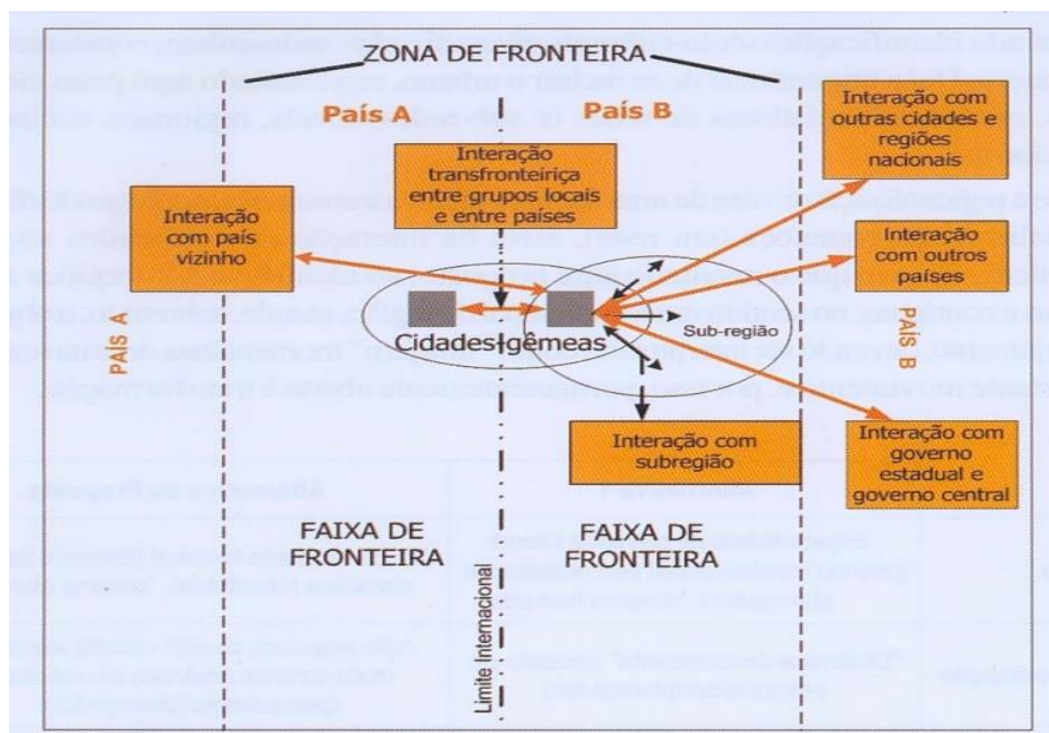 ZONA DE FRONTEIRA
País A
País B
Interação com
outras cidades e
regiões
nacionais
Interação
transfronteiriça
entre grupos locais
e entre países
Interação
com país
vizinho
Interação
com outros
países
PAÍS A
PAÍS B
Sub-região
Cidades-gêmeas
Interação com
subregião
Interação com
governo
estadual e
governo central
FAIXA DE
FRONTEIRA
FAIXA DE
FRONTEIRA
Limite Internacional